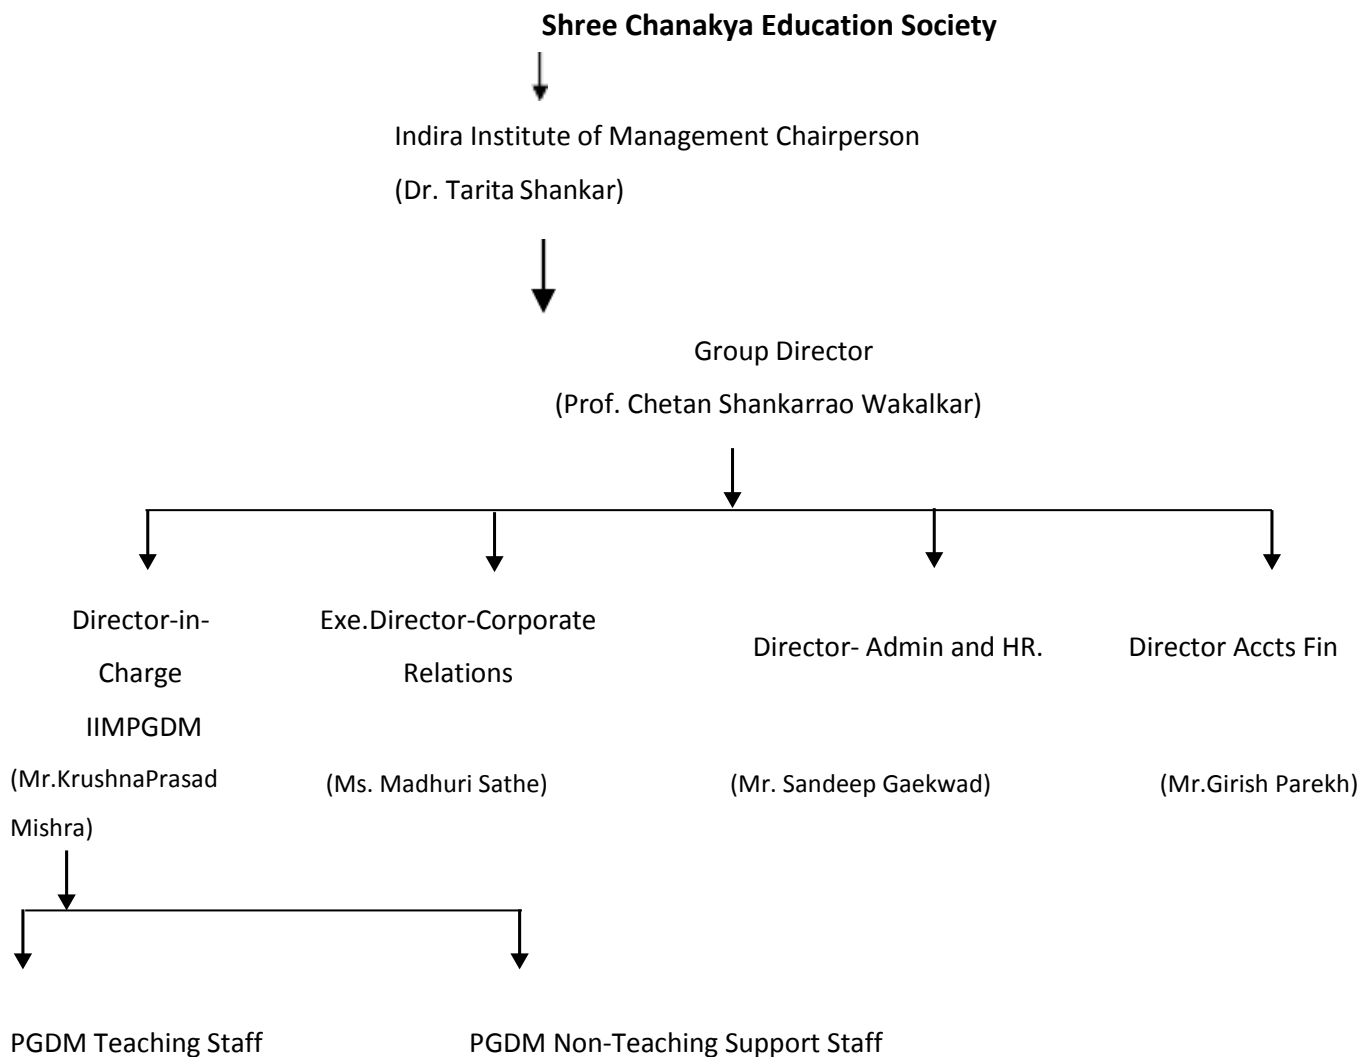 Shree Chanakya Education Society
Indira Institute of Management Chairperson
(Dr. Tarita Shankar)
Group Director
(Prof. Chetan Shankarrao Wakalkar)
Director-in-
Charge
IIMPGDM
(Mr.KrushnaPrasad
Mishra)
Exe.Director-Corporate
Relations
(Ms. Madhuri Sathe)
Director- Admin and HR.
(Mr. Sandeep Gaekwad)
Director Accts Fin
(Mr.Girish Parekh)
PGDM Teaching Staff
PGDM Non-Teaching Support Staff